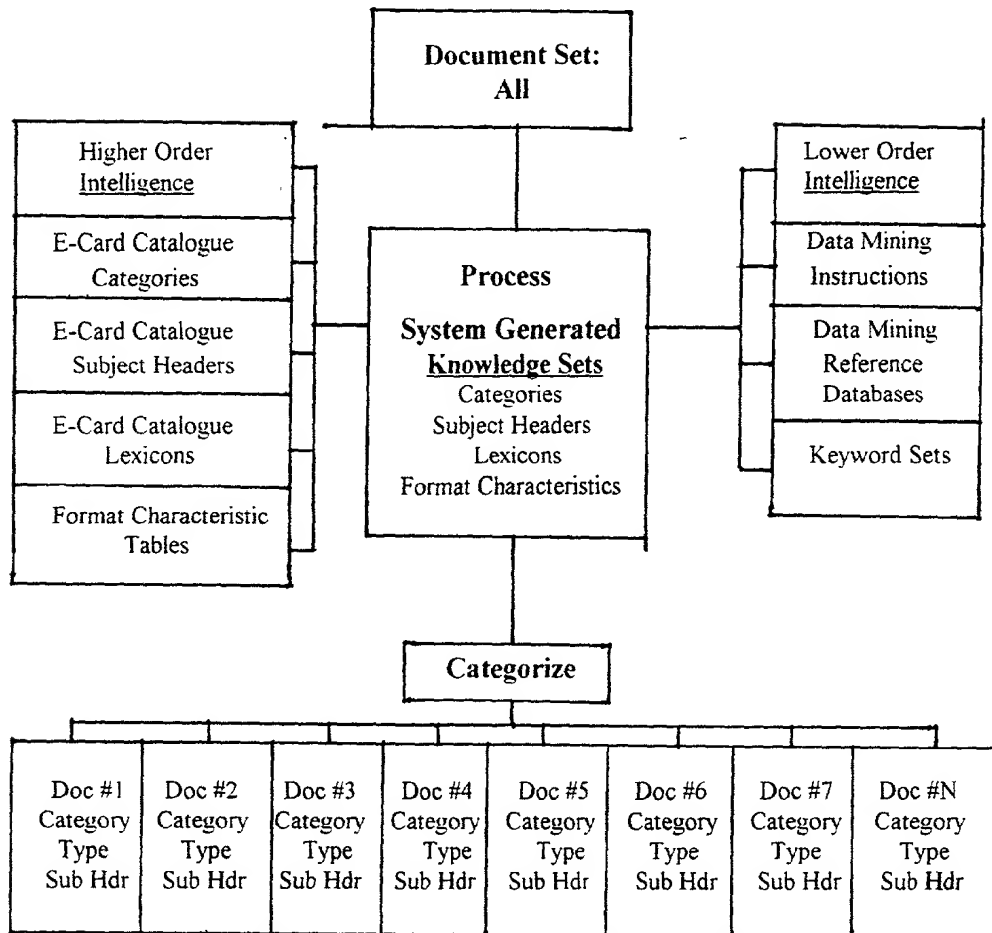 Document Set:
All
Higher Order
Intelligence
E-Card Catalogue
Categories
E-Card Catalogue
Subject Headers
E-Card Catalogue
Lexicons
Format Characteristic
Tables
Process
System Generated
Knowledge Sets
Categories
Subject Headers
Lexicons
Format Characteristics
Lower Order
Intelligence
Data Mining
Instructions
Data Mining
Reference
Databases
Keyword Sets
Categorize
Doc #1
Category
Type
Sub Hdr
Doc #2
Category
Type
Sub Hdr
Doc #3
Category
Type
Sub Hdr
Doc #4
Category
Type
Sub Hdr
Doc #5
Category
Type
Sub Hdr
Doc #6
Category
Type
Sub Hdr
Doc #7
Category
Type
Sub Hdr
Doc #N
Category
Type
Sub Hdr